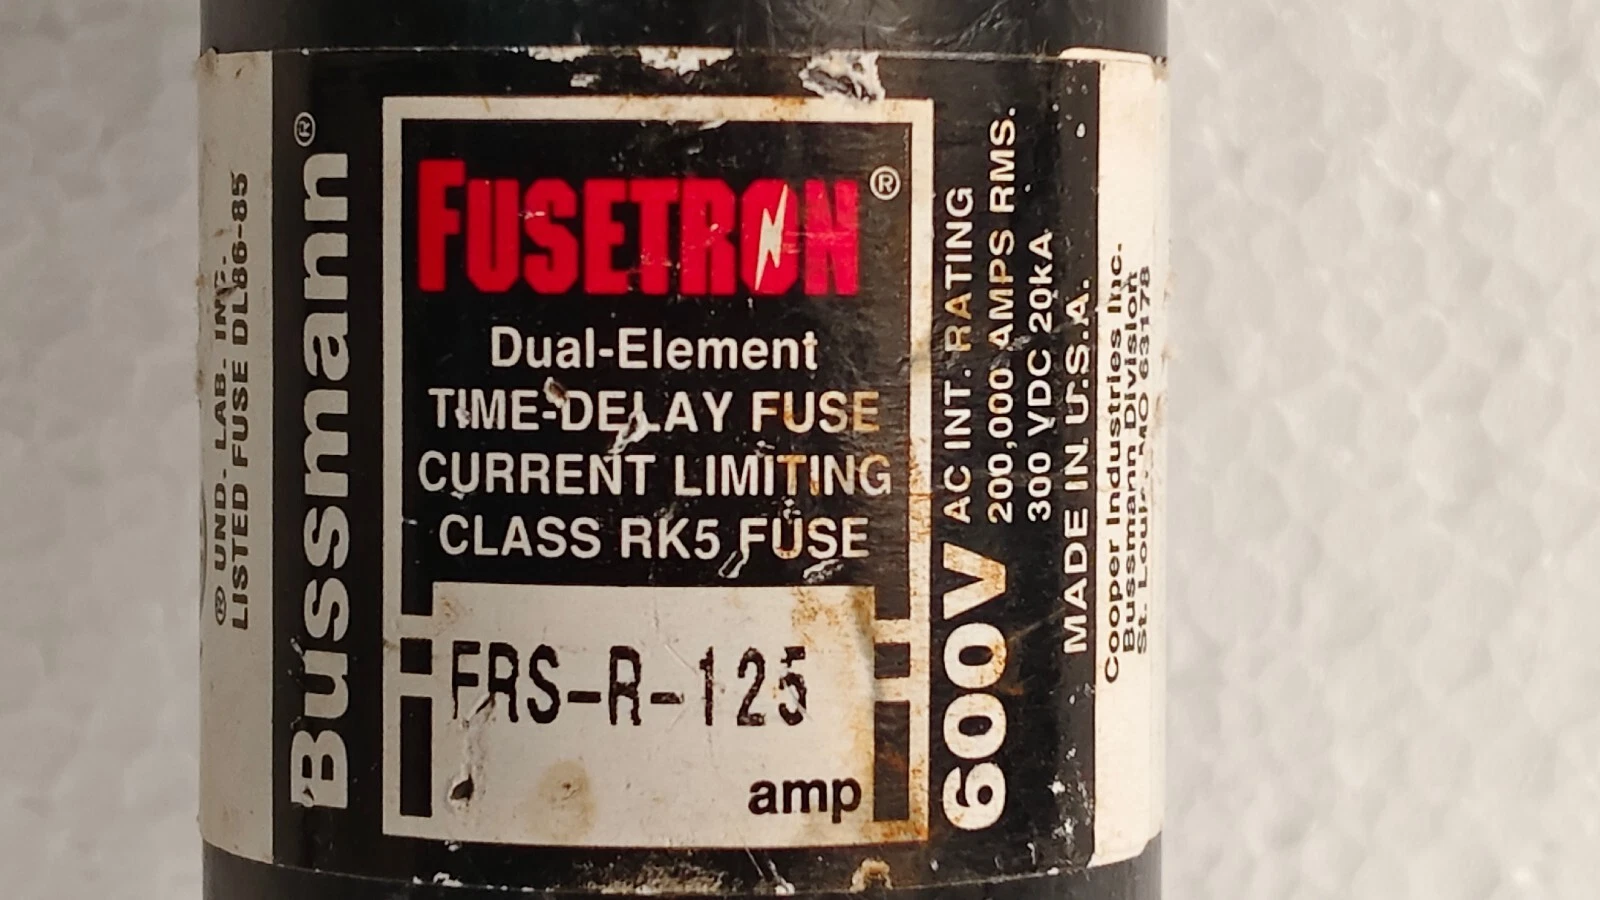 ® UND. LAB. INC.
LISTED FUSE DL86-85
Bussmann®
FUSETRON®
Dual-Element
TIME-DELAY FUSE
CURRENT LIMITING
CLASS RK5 FUSE
FRS-R-125
amp
600V
AC INT. RATING
200,000 AMPS RMS.
300 VDC 20kA
MADE IN U.S.A.
Cooper Industries Inc.
Bussmann Division
St. Louis, MO 63178